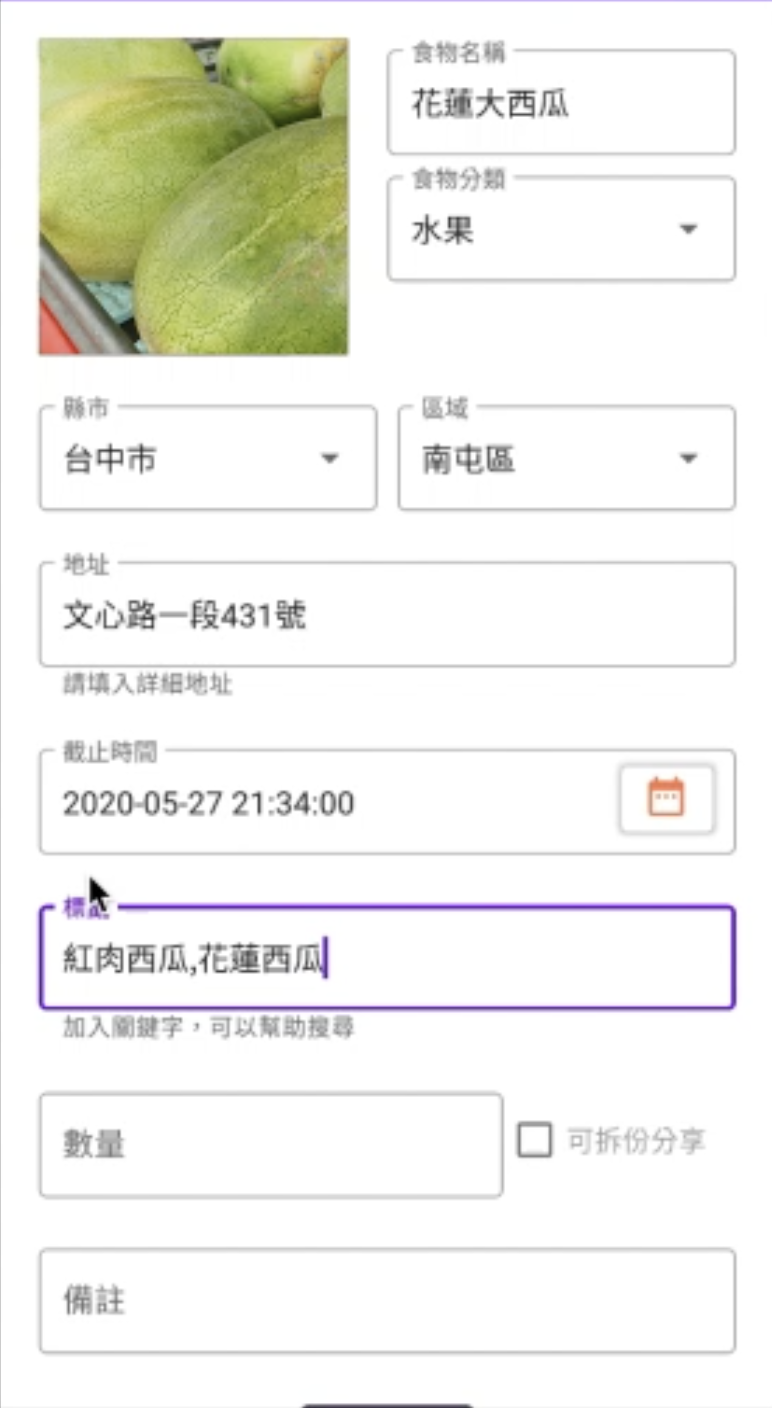 食物名稱
花蓮大西瓜
食物分類
水果
縣市
台中市
區域
南屯區
地址
文心路一段431號
請填入詳細地址
截止時間
2020-05-27 21:34:00
標
紅肉西瓜,花蓮西瓜
加入關鍵字，可以幫助搜尋
數量
可拆份分享
備註